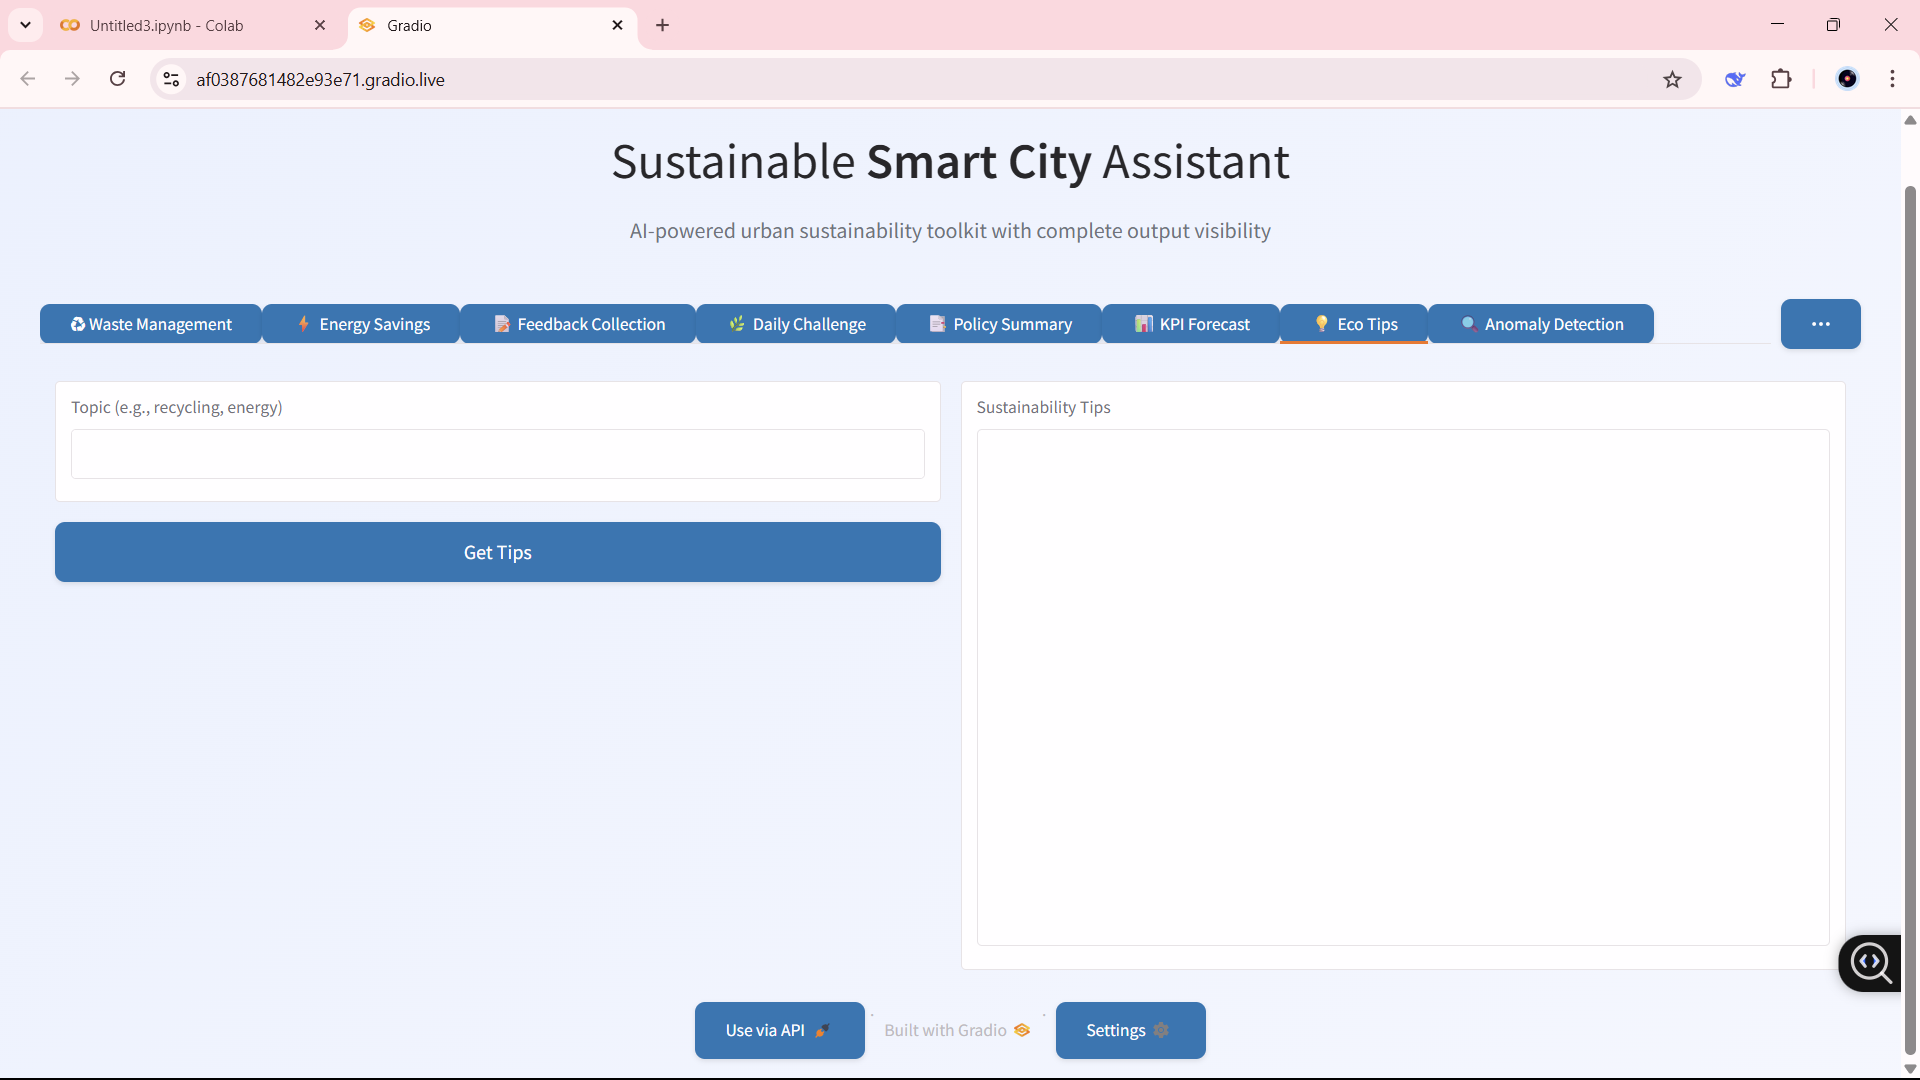 Untitled3.ipynb - Colab
Gradio
af0387681482e93e71.gradio.live
Sustainable Smart City Assistant
AI-powered urban sustainability toolkit with complete output visibility
Waste Management
Energy Savings
Feedback Collection
Daily Challenge
Policy Summary
KPI Forecast
Eco Tips
Anomaly Detection
Topic (e.g., recycling, energy)
Get Tips
Sustainability Tips
Use via API
Built with Gradio
Settings